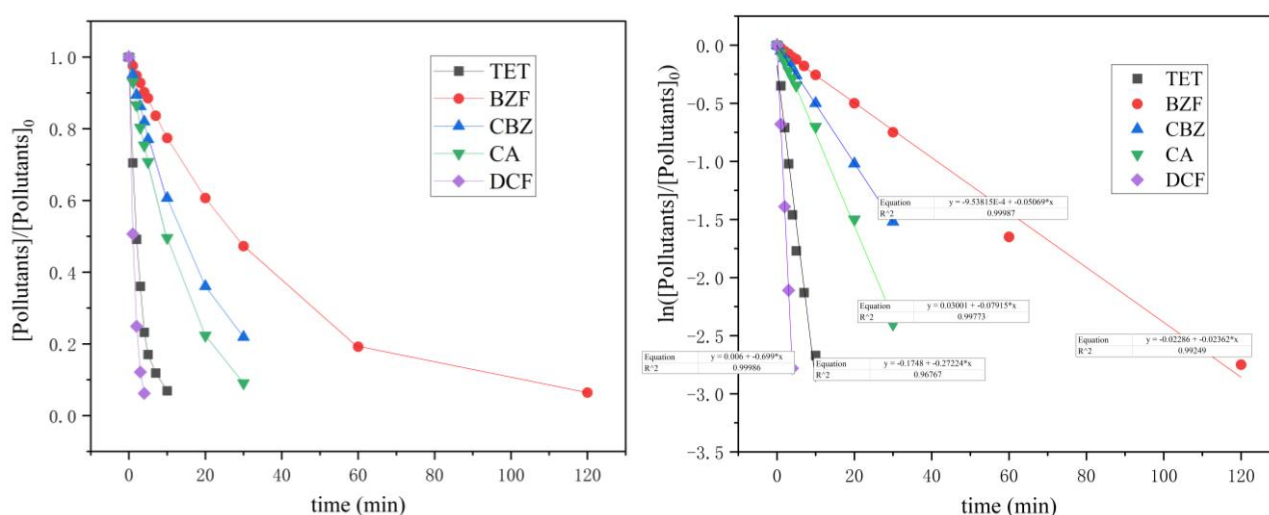 [Pollutants]/[Pollutants]0
1.0
0.8
0.6
0.4
0.2
0.0
0
20
40
60
80
100
120
time (min)
TET
BZF
CBZ
CA
DCF
ln([Pollutants]/[Pollutants]0)
0.0
−0.5
−1.0
−1.5
−2.0
−2.5
−3.0
−3.5
0
20
40
60
80
100
120
time (min)
TET
BZF
CBZ
CA
DCF
Equation y = -9.53815E-4 + -0.05069*x
R^2 0.99987
Equation y = 0.03001 + -0.07915*x
R^2 0.99773
Equation y = 0.006 + -0.699*x
R^2 0.99986
Equation y = -0.1748 + -0.27224*x
R^2 0.96767
Equation y = -0.02286 + -0.02362*x
R^2 0.99249